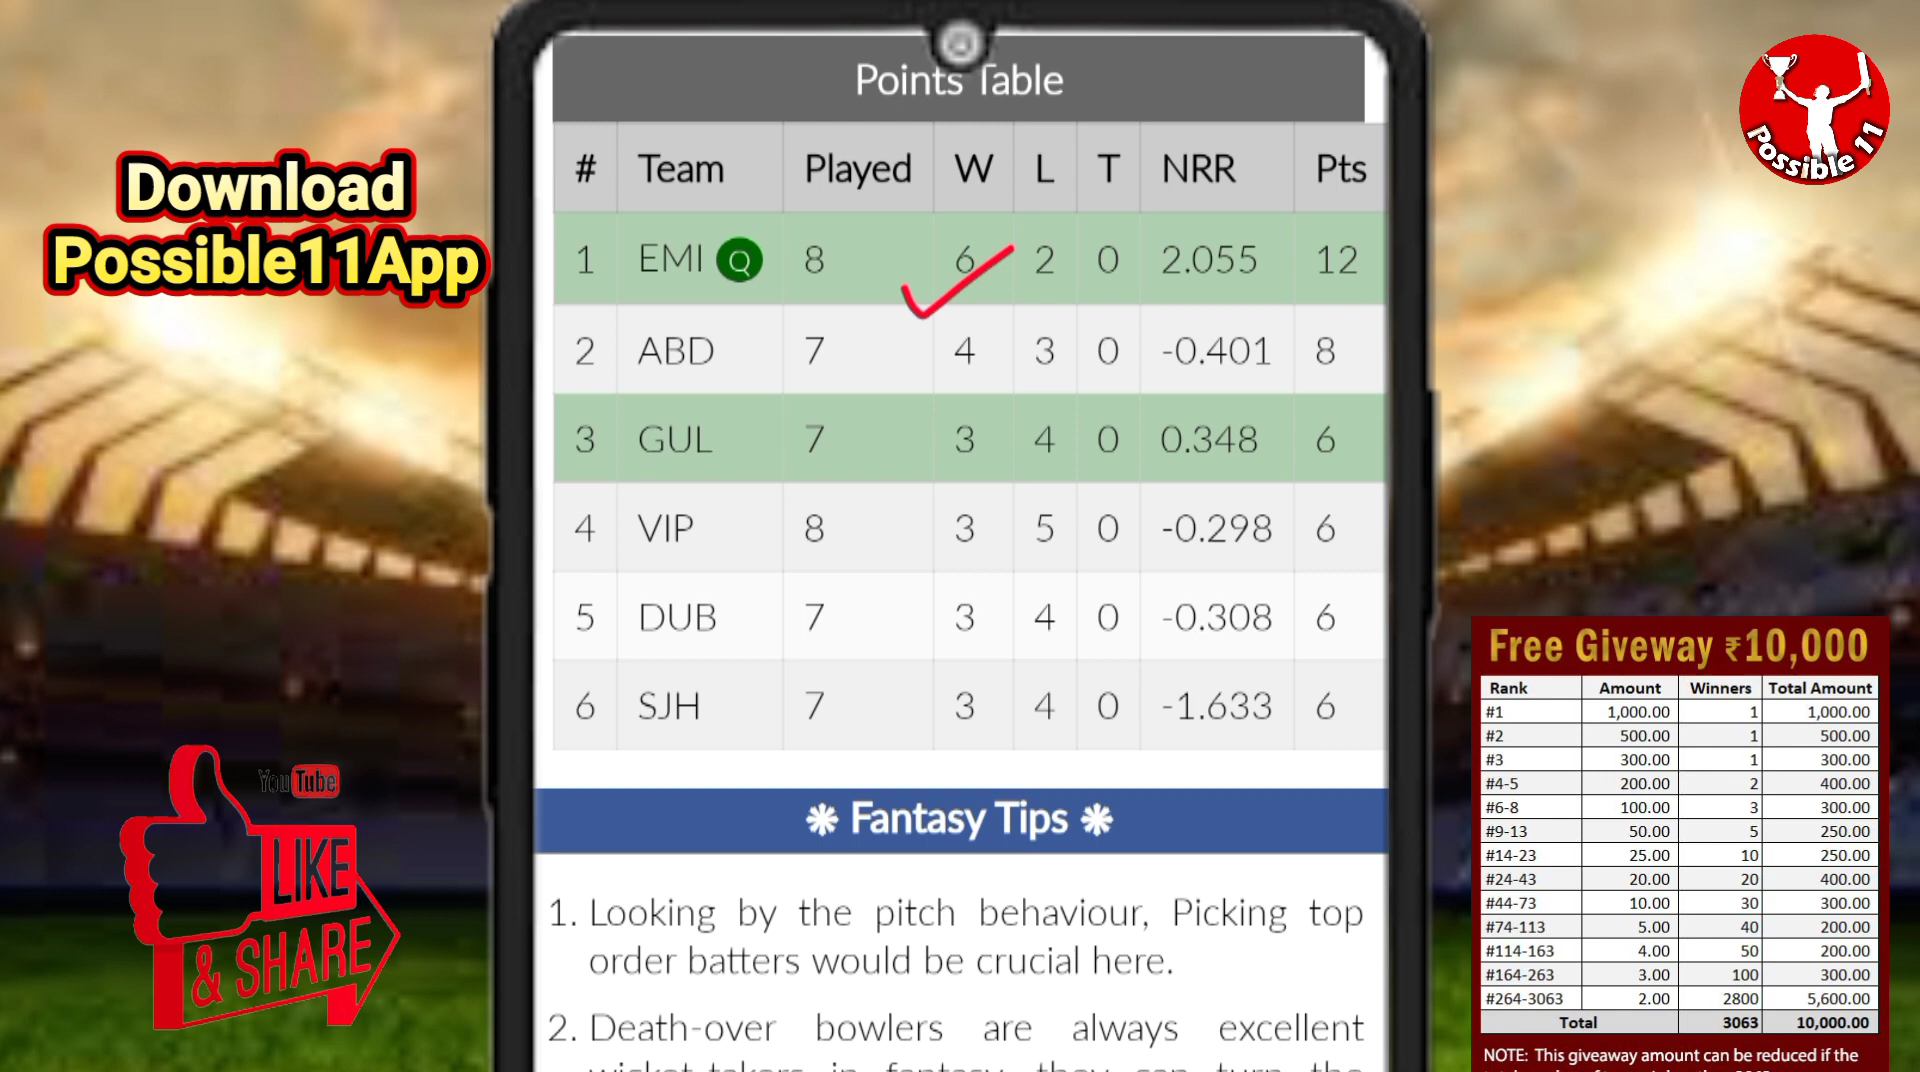 Download
Possible11App
Possible 11
Points Table
# Team Played W L T NRR Pts
1 EMI Q 8 6 2 0 2.055 12
2 ABD 7 4 3 0 -0.401 8
3 GUL 7 3 4 0 0.348 6
4 VIP 8 3 5 0 -0.298 6
5 DUB 7 3 4 0 -0.308 6
6 SJH 7 3 4 0 -1.633 6
Fantasy Tips
1. Looking by the pitch behaviour, Picking top
order batters would be crucial here.
2. Death-over bowlers are always excellent
YouTube
LIKE
& SHARE
Free Giveway ₹10,000
Rank Amount Winners Total Amount
#1 1,000.00 1 1,000.00
#2 500.00 1 500.00
#3 300.00 1 300.00
#4-5 200.00 2 400.00
#6-8 100.00 3 300.00
#9-13 50.00 5 250.00
#14-23 25.00 10 250.00
#24-43 20.00 20 400.00
#44-73 10.00 30 300.00
#74-113 5.00 40 200.00
#114-163 4.00 50 200.00
#164-263 3.00 100 300.00
#264-3063 2.00 2800 5,600.00
Total 3063 10,000.00
NOTE: This giveaway amount can be reduced if the